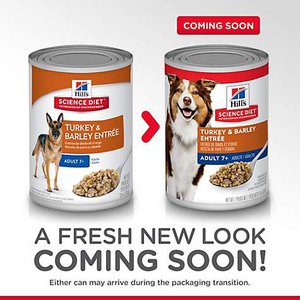 COMING SOON
Hill's
SCIENCE DIET
TURKEY &
BARLEY ENTRÉE
ADULT 7+
Hill's
SCIENCE DIET
TURKEY & BARLEY ENTRÉE
ADULT 7+
A FRESH NEW LOOK
COMING SOON!
Either can may arrive during the packaging transition.